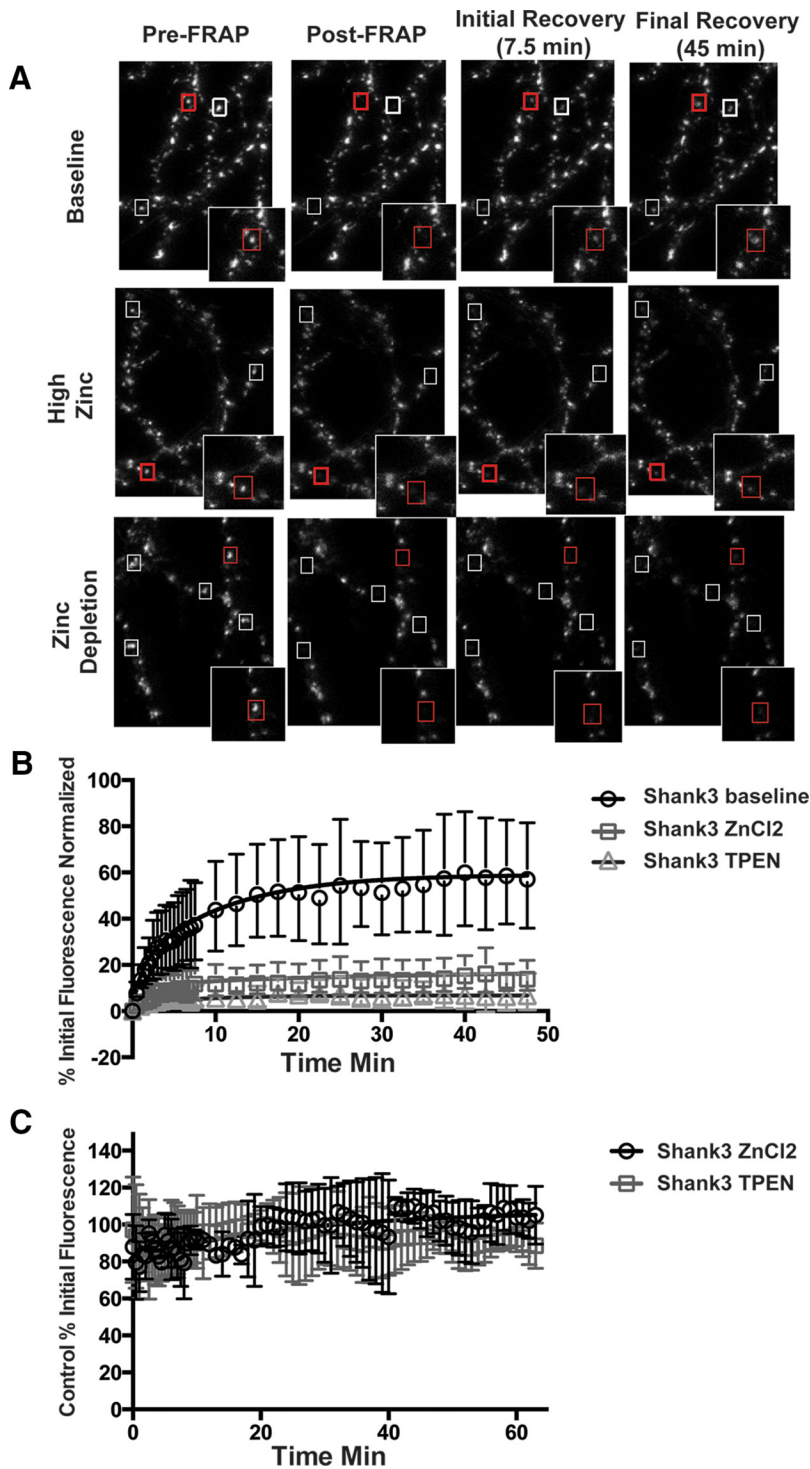 Pre-FRAP
Post-FRAP
Initial Recovery
(7.5 min)
Final Recovery
(45 min)
A
Baseline
High
Zinc
Zinc
Depletion
B
% Initial Fluorescence Normalized
100
80
60
40
20
0
-20
10
20
30
40
50
Time Min
Shank3 baseline
Shank3 ZnCl2
Shank3 TPEN
C
Control % Initial Fluorescence
140
120
100
80
60
40
20
0
0
20
40
60
Time Min
Shank3 ZnCl2
Shank3 TPEN